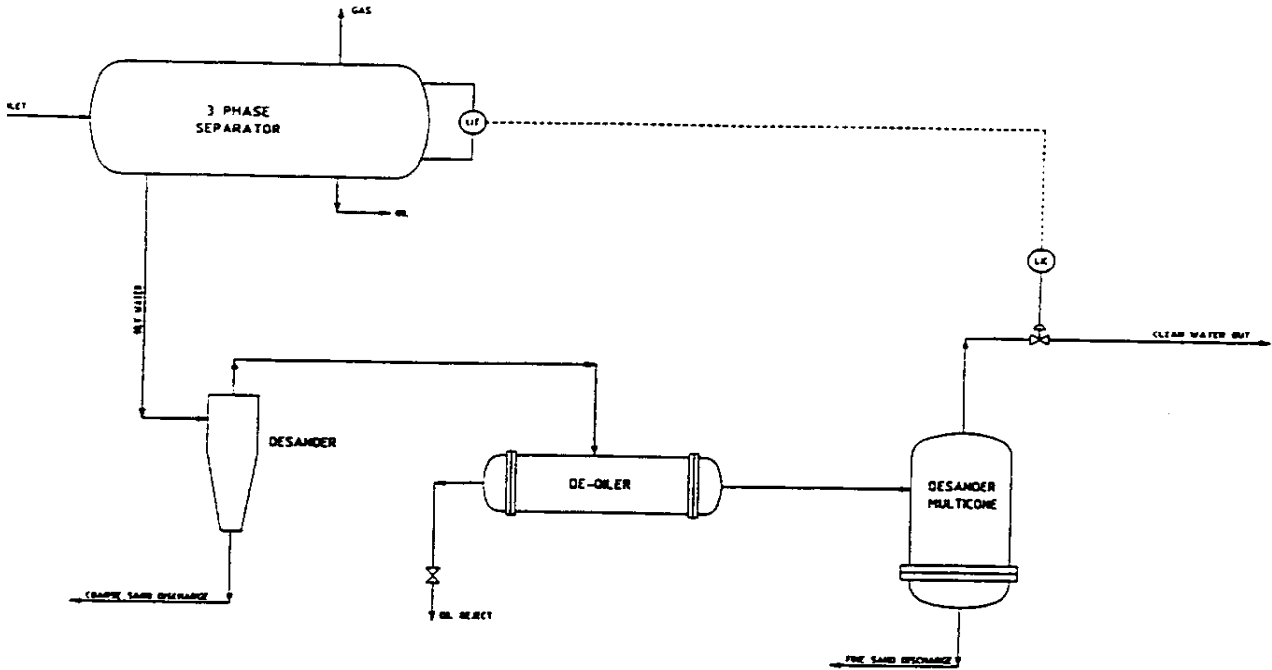 GAS
3 PHASE
SEPARATOR
LIT
OIL
LIC
OILY WATER
CLEAN WATER OUT
DESANDER
DE-OILER
DESANDER
MULTICONE
COARSE SAND DISCHARGE
OIL REJECT
FINE SAND DISCHARGE